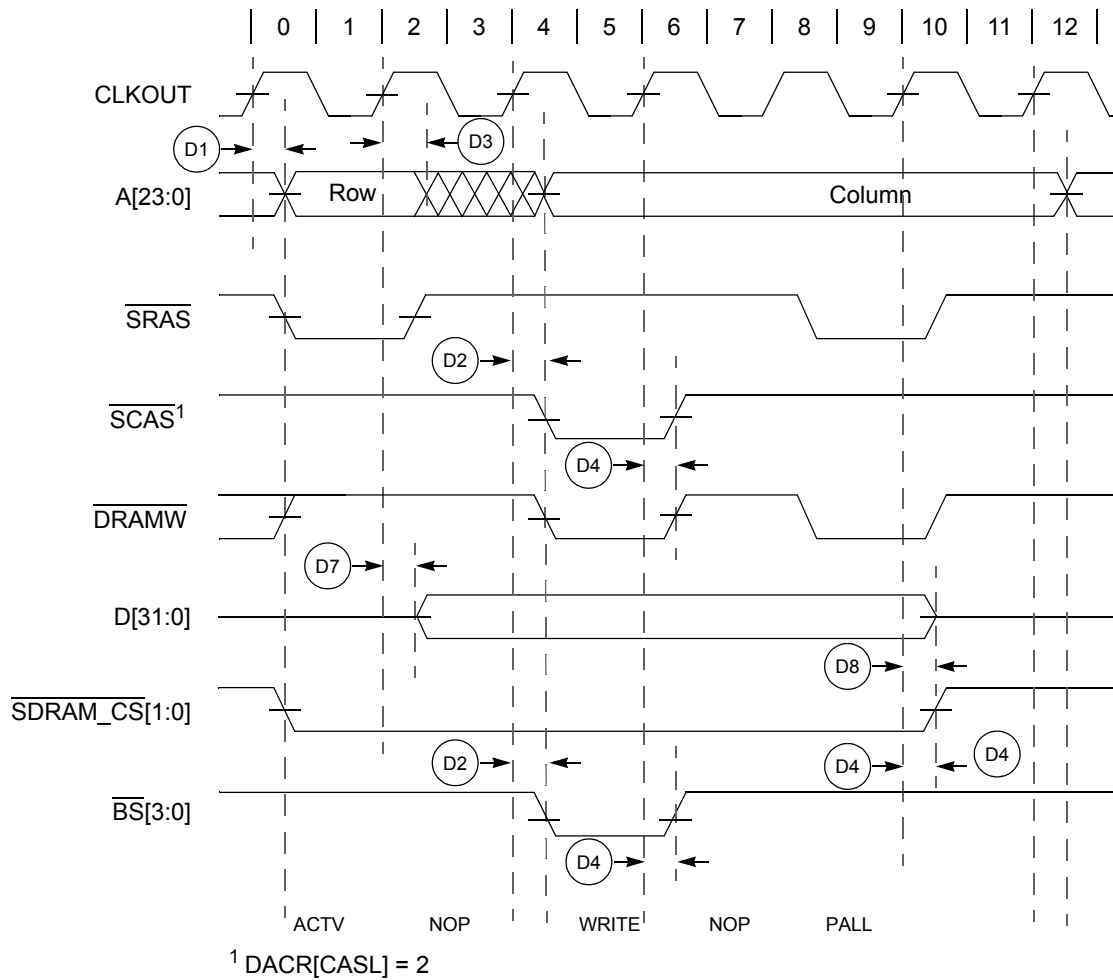 0 1 2 3 4 5 6 7 8 9 10 11 12
CLKOUT
D1
D3
A[23:0]
Row
Column
SRAS
D2
SCAS1
D4
DRAMW
D7
D[31:0]
D8
SDRAM_CS[1:0]
D2
D4
D4
BS[3:0]
D4
ACTV NOP WRITE NOP PALL
1 DACR[CASL] = 2